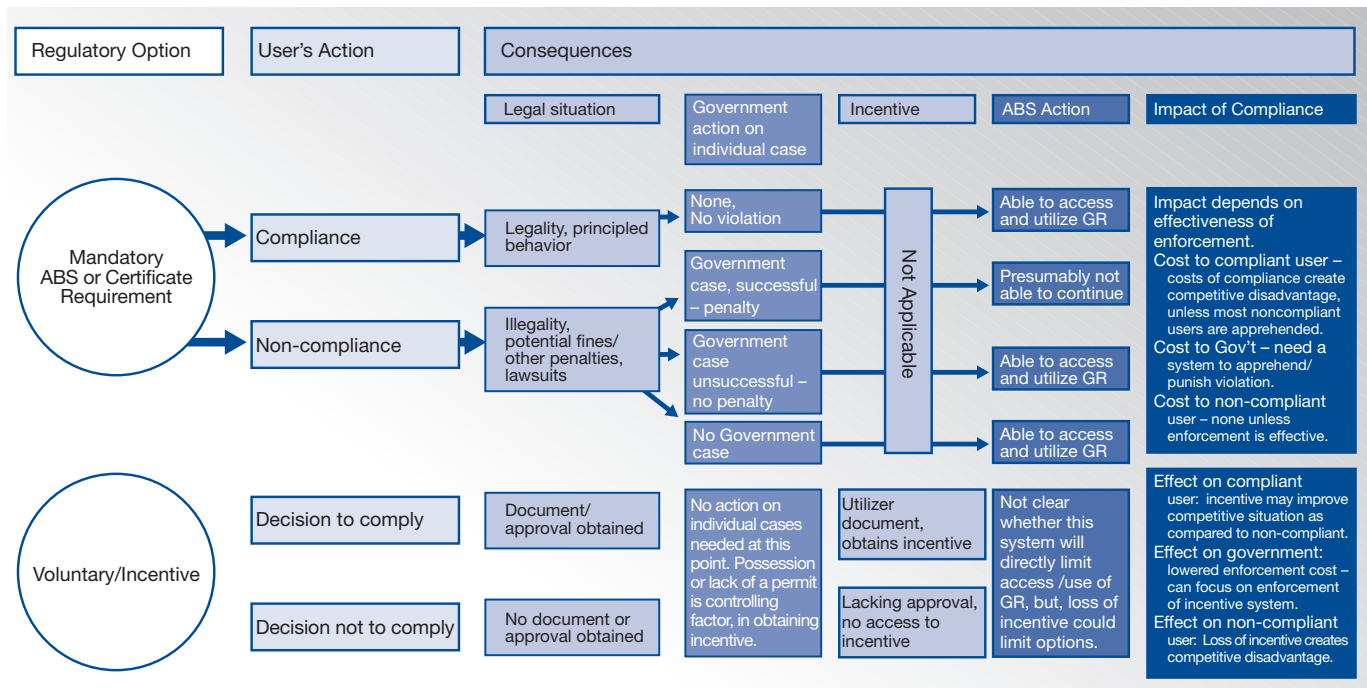 Regulatory Option
User's Action
Consequences
Legal situation
Government
action on
individual case
Incentive
ABS Action
Impact of Compliance
Mandatory
ABS or Certificate
Requirement
Compliance
Legality, principled
behavior
None,
No violation
Not Applicable
Able to access
and utilize GR
Government
case, successful
– penalty
Presumably not
able to continue
Non-compliance
Illegality,
potential fines/
other penalties,
lawsuits
Government
case
unsuccessful –
no penalty
Able to access
and utilize GR
No Government
case
Able to access
and utilize GR
Impact depends on
effectiveness of
enforcement.
Cost to compliant user –
costs of compliance create
competitive disadvantage,
unless most noncompliant
users are apprehended.
Cost to Gov't – need a
system to apprehend/
punish violation.
Cost to non-compliant
user – none unless
enforcement is effective.
Voluntary/Incentive
Decision to comply
Document/
approval obtained
Decision not to comply
No document or
approval obtained
No action on
individual cases
needed at this
point. Possession
or lack of a permit
is controlling
factor, in obtaining
incentive.
Utilizer
document,
obtains incentive
Lacking approval,
no access to
incentive
Not clear
whether this
system will
directly limit
access /use of
GR, but, loss of
incentive could
limit options.
Effect on compliant
user: incentive may improve
competitive situation as
compared to non-compliant.
Effect on government:
lowered enforcement cost –
can focus on enforcement
of incentive system.
Effect on non-compliant
user: Loss of incentive creates
competitive disadvantage.